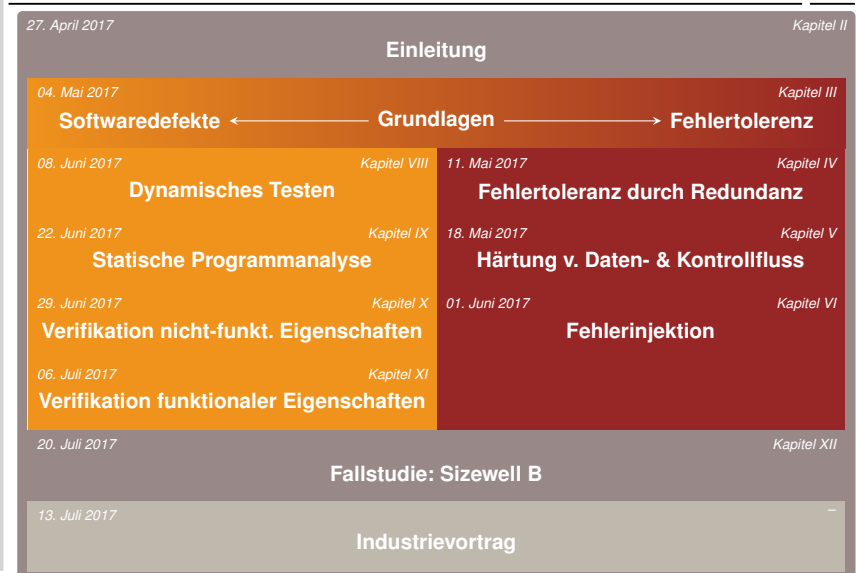 27. April 2017 Kapitel II
Einleitung
04. Mai 2017 Kapitel III
Softwaredefekte ← Grundlagen → Fehlertolerenz
08. Juni 2017 Kapitel VIII
Dynamisches Testen
22. Juni 2017 Kapitel IX
Statische Programmanalyse
29. Juni 2017 Kapitel X
Verifikation nicht-funkt. Eigenschaften
06. Juli 2017 Kapitel XI
Verifikation funktionaler Eigenschaften
11. Mai 2017 Kapitel IV
Fehlertoleranz durch Redundanz
18. Mai 2017 Kapitel V
Härtung v. Daten- & Kontrollfluss
01. Juni 2017 Kapitel VI
Fehlerinjektion
20. Juli 2017 Kapitel XII
Fallstudie: Sizewell B
13. Juli 2017 –
Industrievortrag